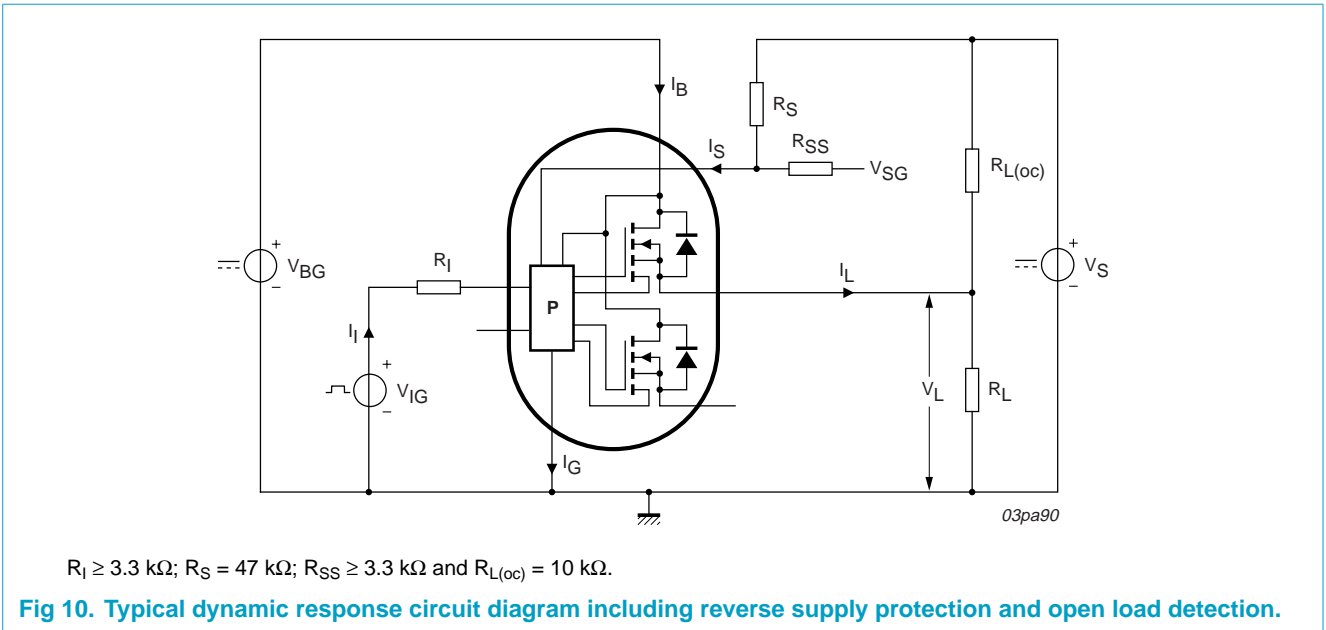 I_B
R_S
R_SS
I_S
V_SG
R_L(oc)
+
V_BG
−
R_I
I_L
+
V_S
−
P
I_I
+
V_IG
−
V_L
R_L
I_G
03pa90
R_I ≥ 3.3 kΩ; R_S = 47 kΩ; R_SS ≥ 3.3 kΩ and R_L(oc) = 10 kΩ.
Fig 10. Typical dynamic response circuit diagram including reverse supply protection and open load detection.